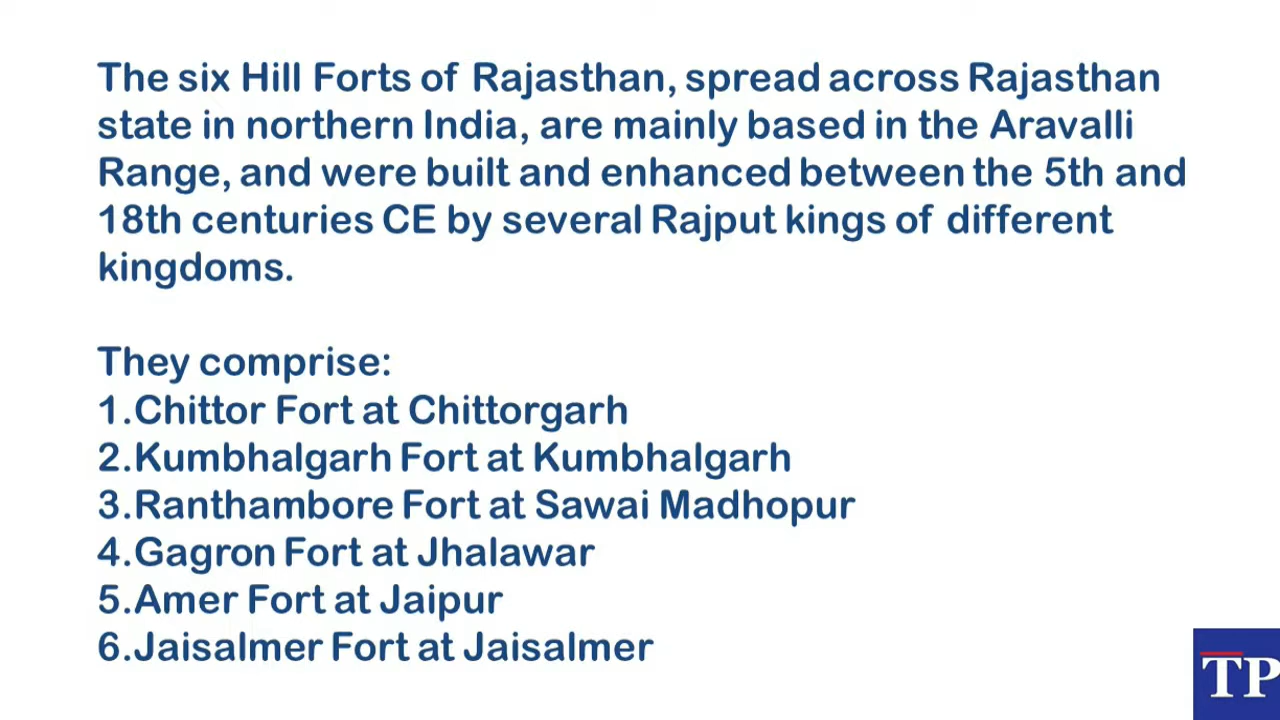 The six Hill Forts of Rajasthan, spread across Rajasthan
state in northern India, are mainly based in the Aravalli
Range, and were built and enhanced between the 5th and
18th centuries CE by several Rajput kings of different
kingdoms.
They comprise:
1.Chittor Fort at Chittorgarh
2.Kumbhalgarh Fort at Kumbhalgarh
3.Ranthambore Fort at Sawai Madhopur
4.Gagron Fort at Jhalawar
5.Amer Fort at Jaipur
6.Jaisalmer Fort at Jaisalmer
TP